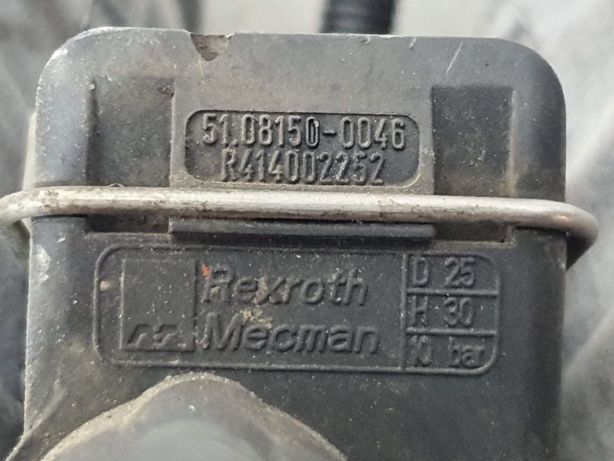 51.08150-0046
R414002252
Rexroth
Mecman
D 25
H 30
10 bar